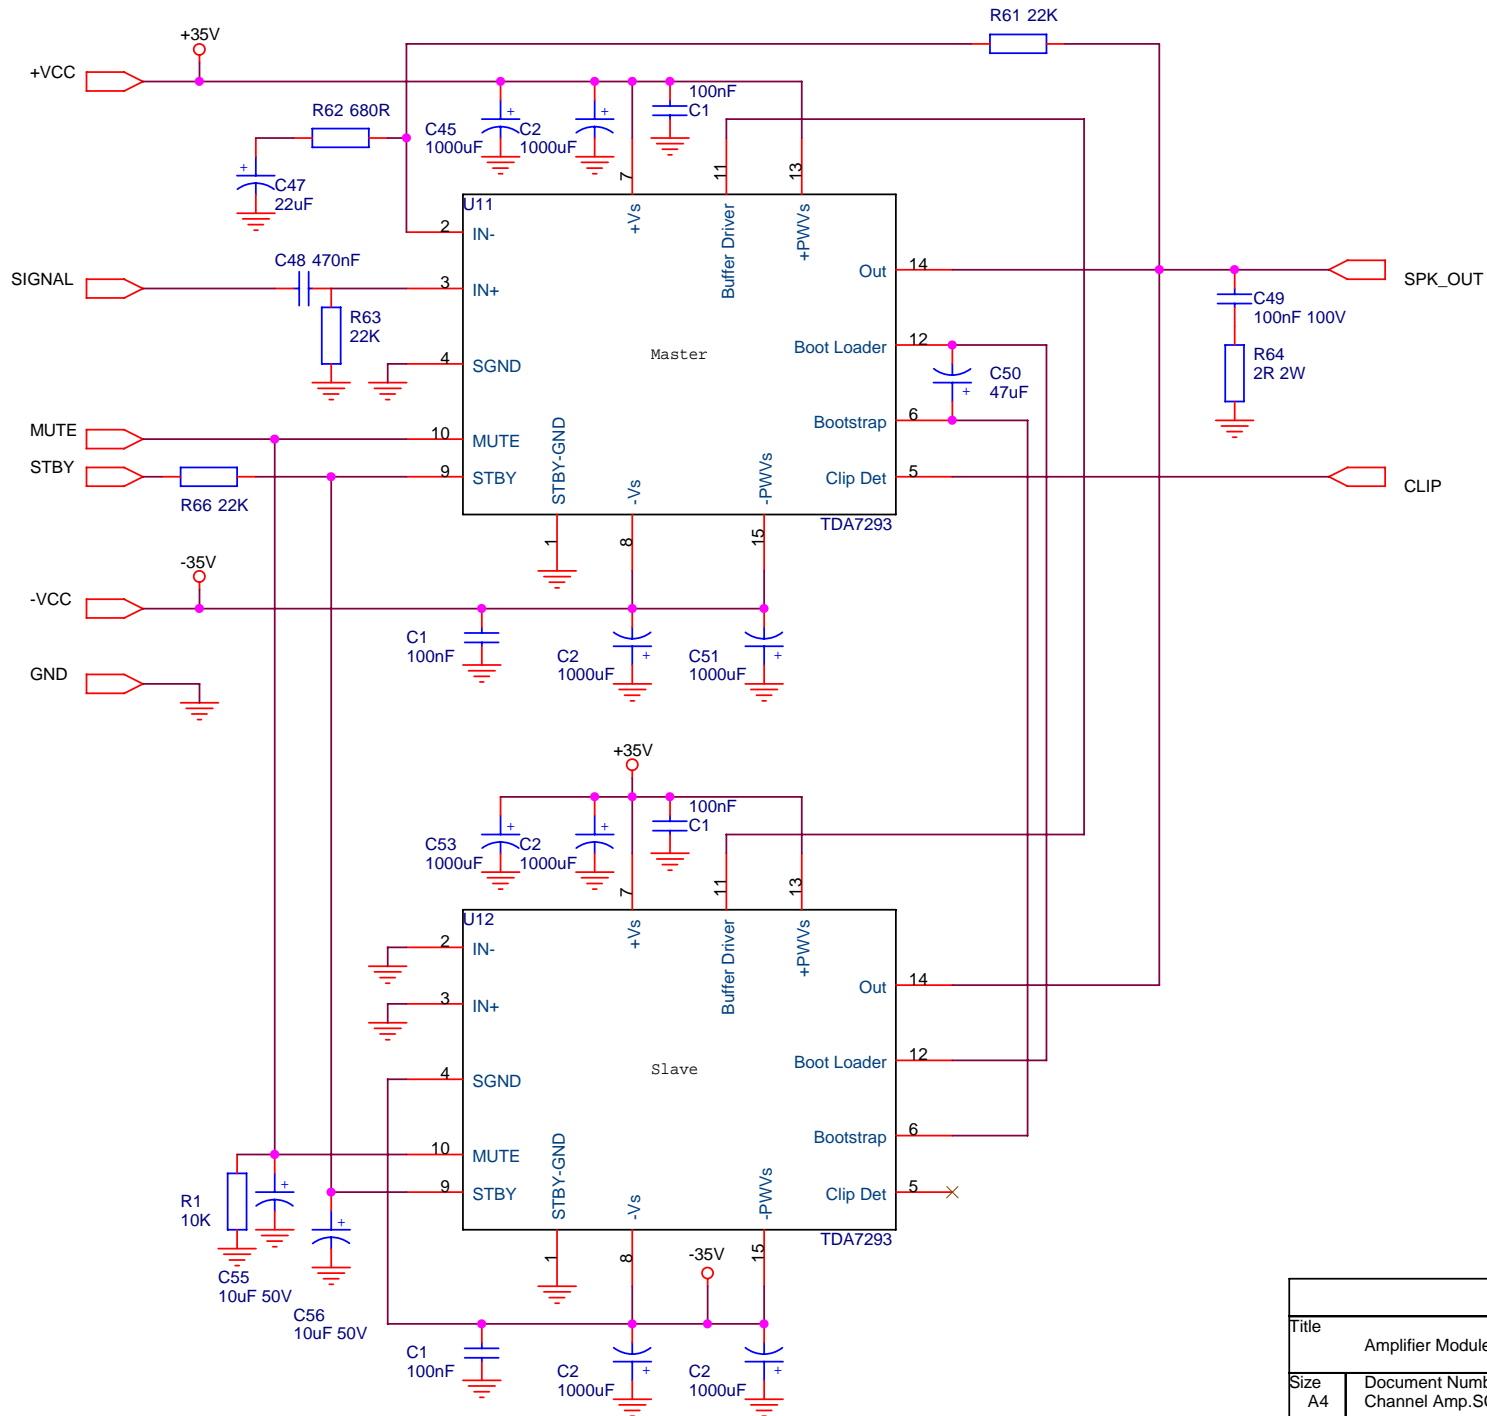 R61 22K
+35V
+VCC
100nF
C1
R62 680R
C45
1000uF
C2
1000uF
C47
22uF
7
11
13
U11
2
IN-
+Vs
Buffer Driver
+PWVs
C48 470nF
SIGNAL
3
IN+
Out
14
SPK_OUT
C49
100nF 100V
R63
22K
4
SGND
Master
Boot Loader
12
R64
2R 2W
C50
47uF
MUTE
10
MUTE
Bootstrap
6
STBY
9
STBY
STBY-GND
-Vs
-PWVs
Clip Det
5
CLIP
R66 22K
TDA7293
1
8
15
-35V
-VCC
C1
100nF
C2
1000uF
C51
1000uF
GND
+35V
100nF
C1
C53
1000uF
C2
1000uF
7
11
13
U12
2
IN-
+Vs
Buffer Driver
+PWVs
3
IN+
Out
14
4
SGND
Slave
Boot Loader
12
10
MUTE
Bootstrap
6
R1
10K
9
STBY
STBY-GND
-Vs
-PWVs
Clip Det
5
TDA7293
1
8
15
-35V
C55
10uF 50V
C56
10uF 50V
C1
100nF
C2
1000uF
C2
1000uF
Title
Amplifier Module
Size
A4
Document Numb
Channel Amp.SC